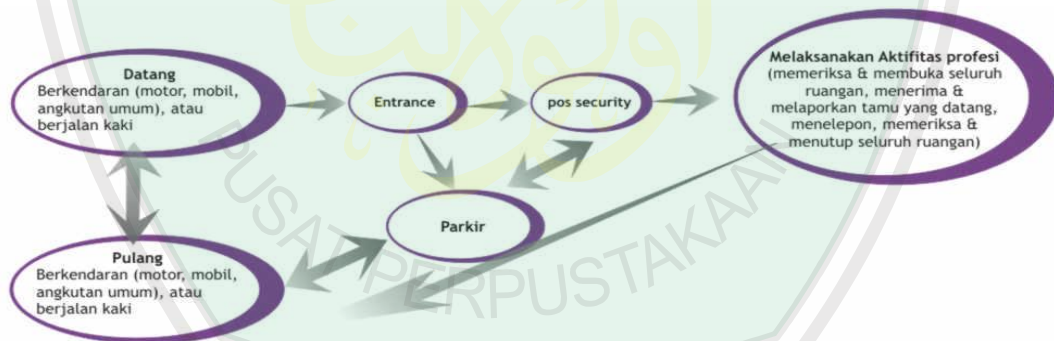 Datang
Berkendaran (motor, mobil,
angkutan umum), atau
berjalan kaki
Entrance
pos security
Melaksanakan Aktifitas profesi
(memeriksa & membuka seluruh
ruangan, menerima &
melaporkan tamu yang datang,
menelepon, memeriksa &
menutup seluruh ruangan)
Parkir
Pulang
Berkendaran (motor, mobil,
angkutan umum), atau
berjalan kaki
PUSAT PERPUSTAKAAN